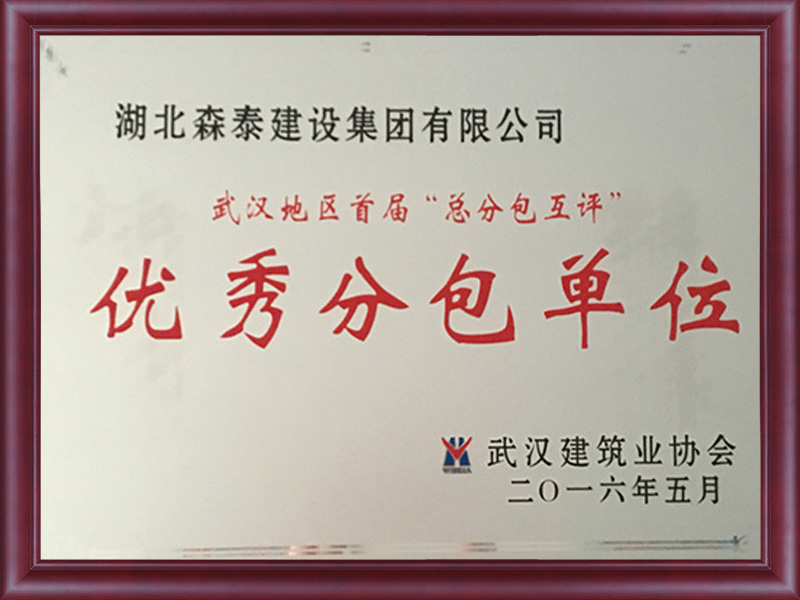 湖北森泰建设集团有限公司
武汉地区首届“总分包互评”
优秀分包单位
武汉建筑业协会
二〇一六年五月